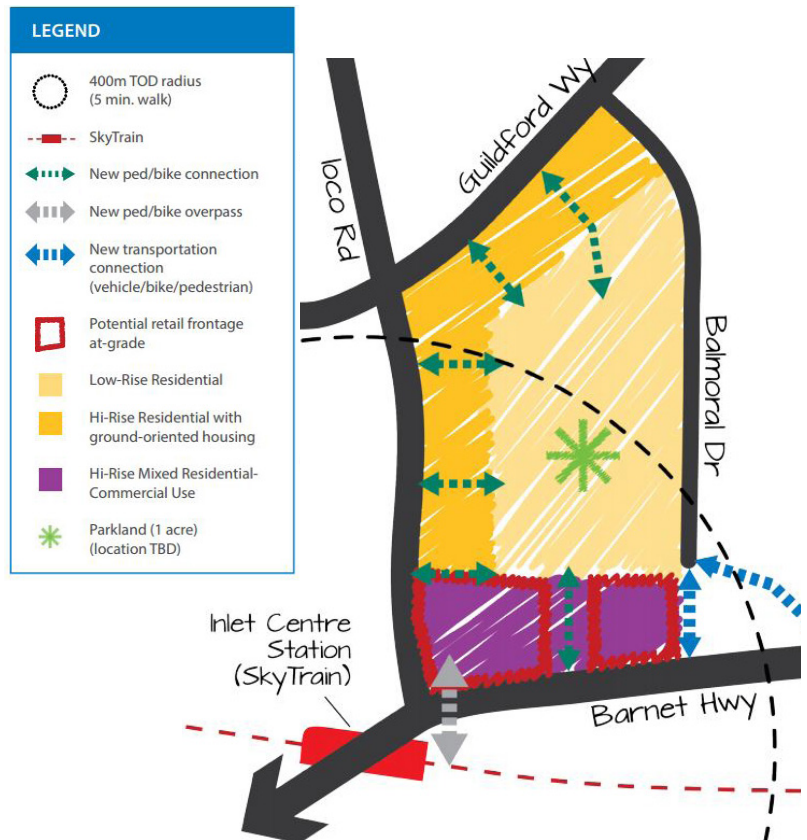 LEGEND
400m TOD radius
(5 min. walk)
SkyTrain
New ped/bike connection
New ped/bike overpass
New transportation
connection
(vehicle/bike/pedestrian)
Potential retail frontage
at-grade
Low-Rise Residential
Hi-Rise Residential with
ground-oriented housing
Hi-Rise Mixed Residential-
Commercial Use
Parkland (1 acre)
(location TBD)
Guildford Wy
Ioco Rd
Balmoral Dr
Inlet Centre
Station
(SkyTrain)
Barnet Hwy